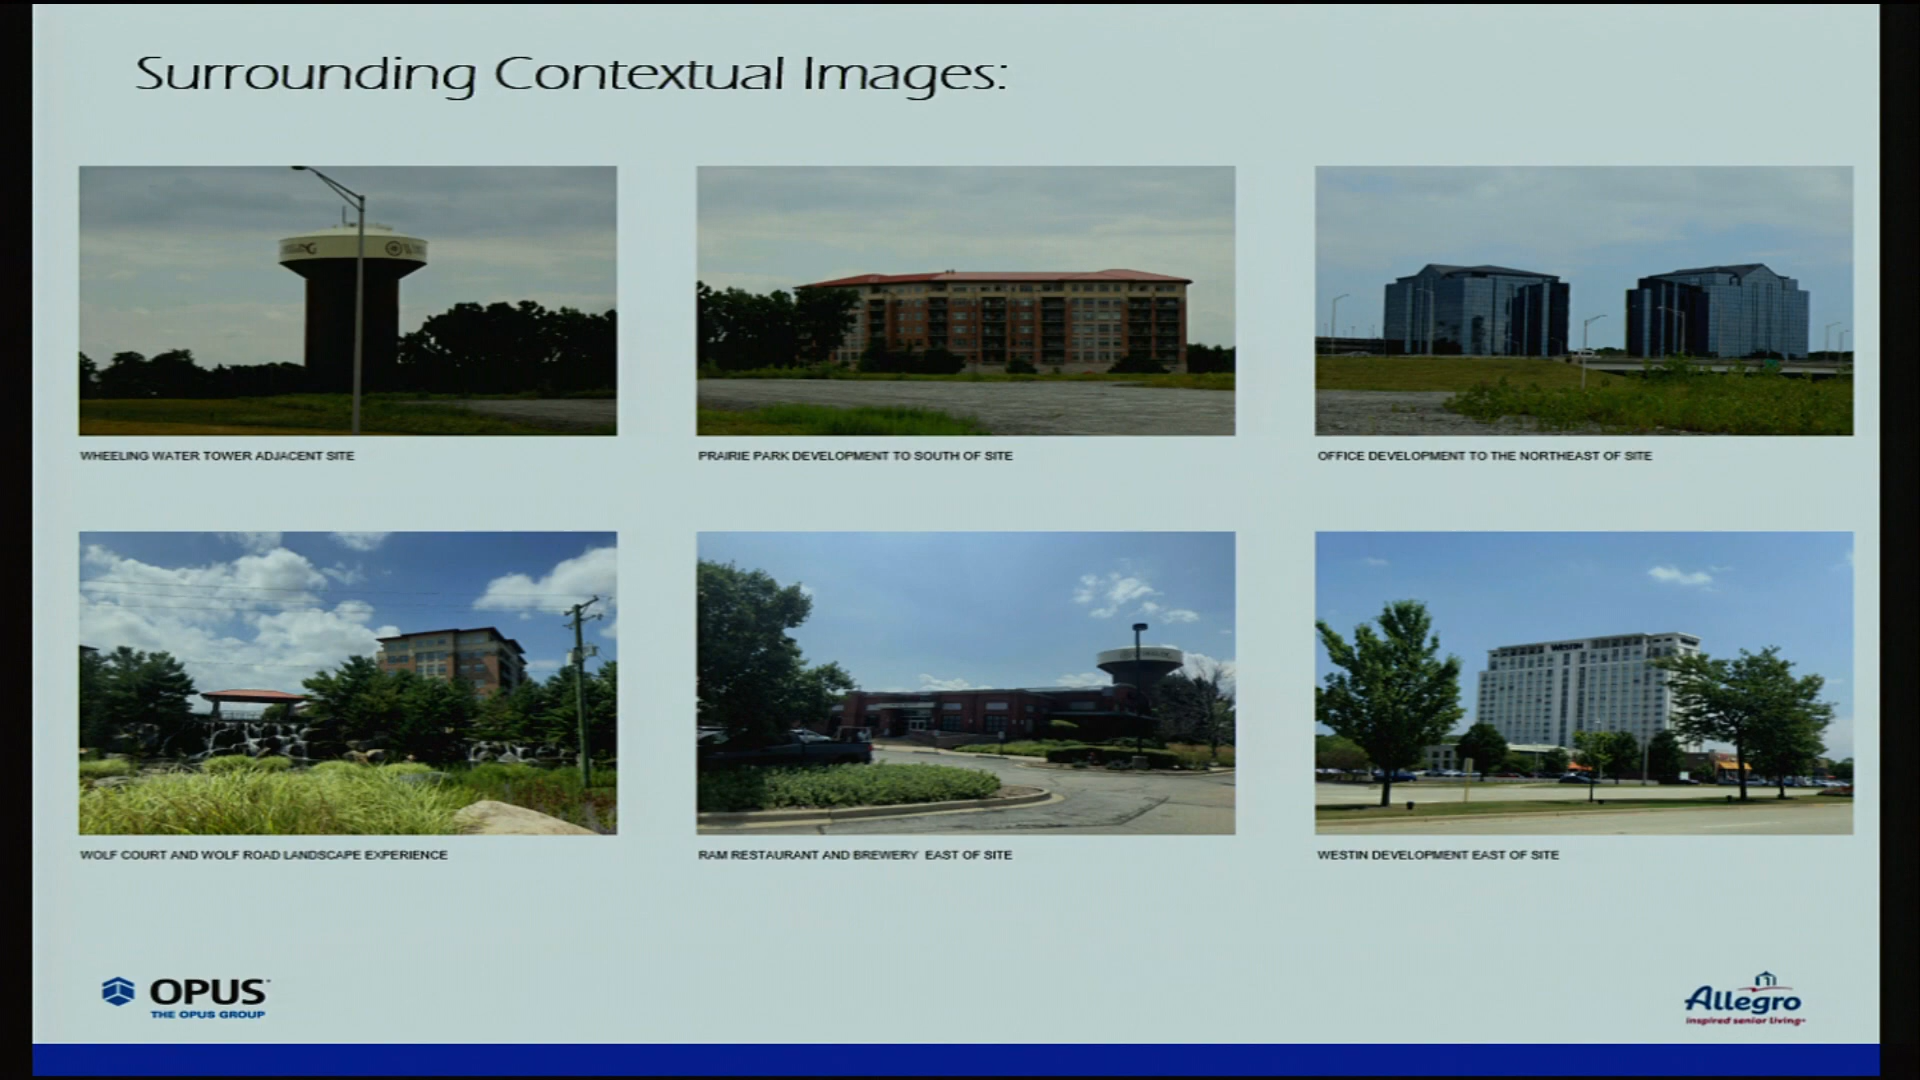 Surrounding Contextual Images:
WHEELING WATER TOWER ADJACENT SITE
PRAIRIE PARK DEVELOPMENT TO SOUTH OF SITE
OFFICE DEVELOPMENT TO THE NORTHEAST OF SITE
WESTIN
WOLF COURT AND WOLF ROAD LANDSCAPE EXPERIENCE
RAM RESTAURANT AND BREWERY EAST OF SITE
WESTIN DEVELOPMENT EAST OF SITE
OPUS
THE OPUS GROUP
Allegro
inspired senior living